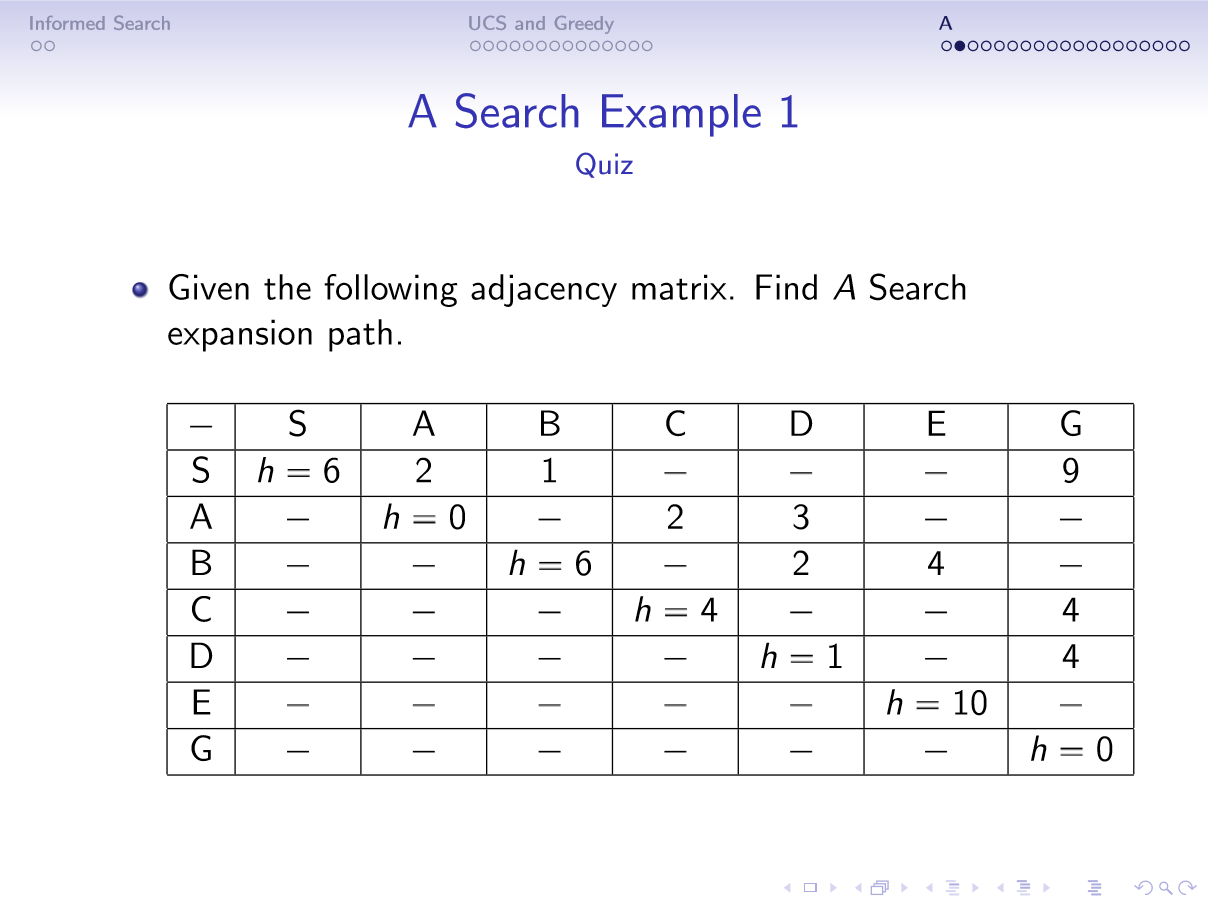 Informed Search UCS and Greedy A
A Search Example 1
Quiz
Given the following adjacency matrix. Find A Search
expansion path.
– S A B C D E G
S h = 6 2 1 – – – 9
A – h = 0 – 2 3 – –
B – – h = 6 – 2 4 –
C – – – h = 4 – – 4
D – – – – h = 1 – 4
E – – – – – h = 10 –
G – – – – – – h = 0